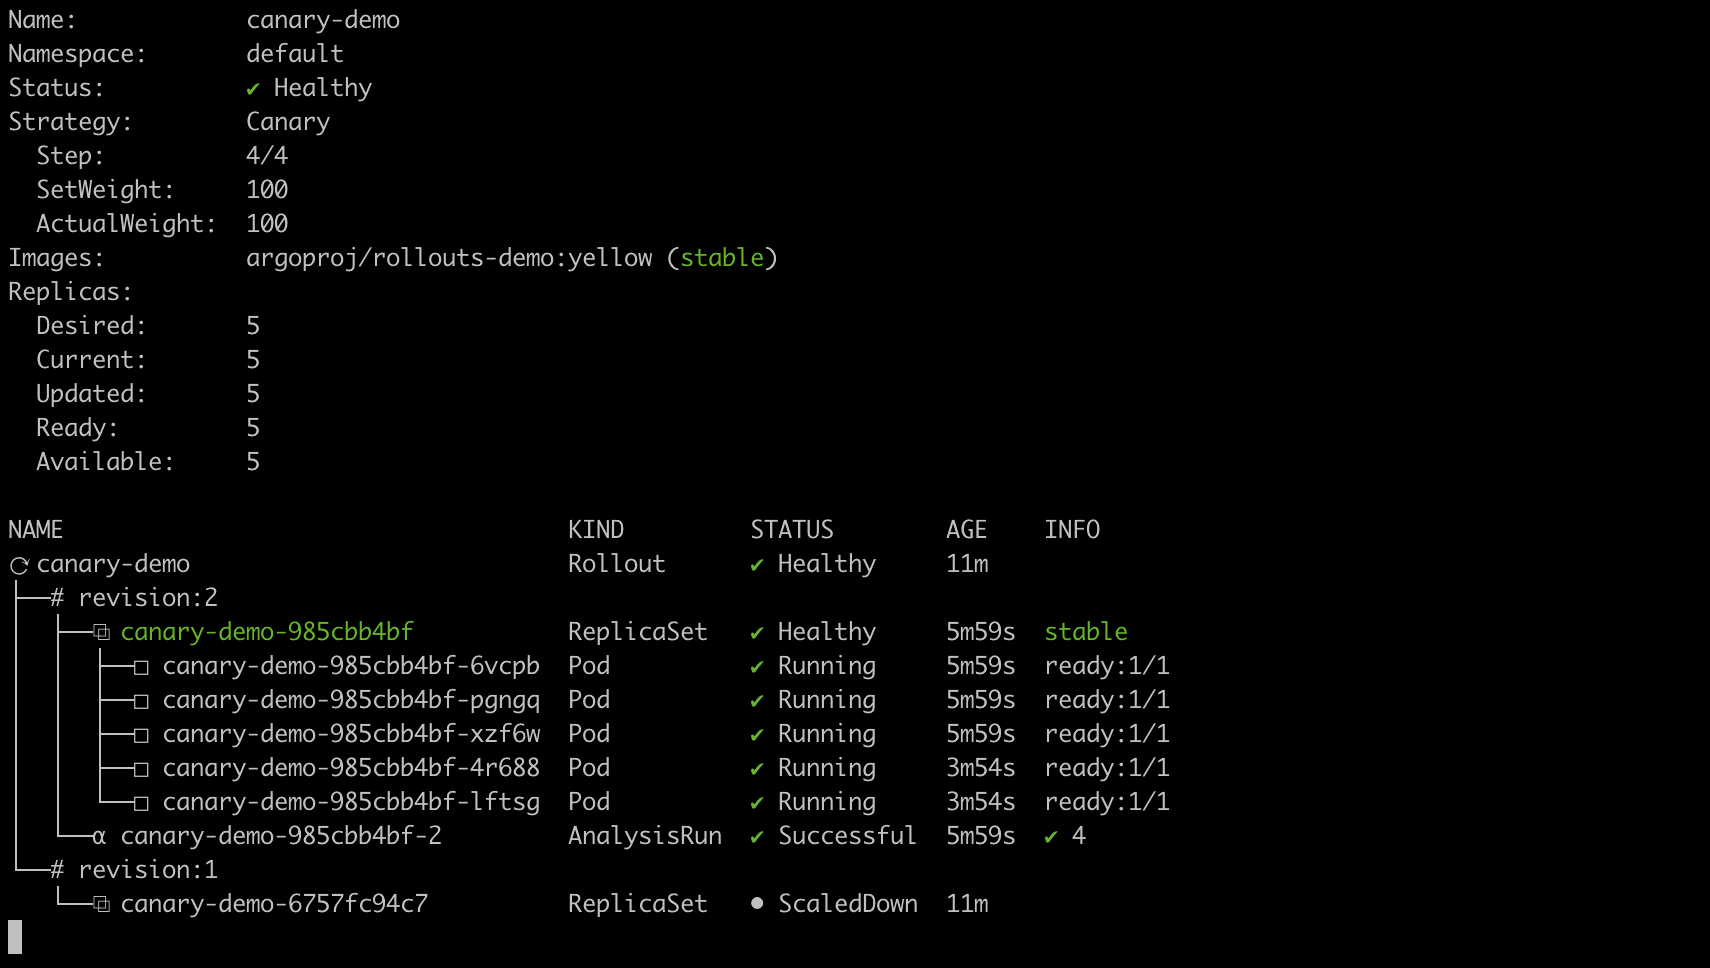 Name:            canary-demo
Namespace:       default
Status:          ✔ Healthy
Strategy:        Canary
  Step:          4/4
  SetWeight:     100
  ActualWeight:  100
Images:          argoproj/rollouts-demo:yellow (stable)
Replicas:
  Desired:       5
  Current:       5
  Updated:       5
  Ready:         5
  Available:     5

NAME                                    KIND         STATUS        AGE    INFO
⟳ canary-demo                           Rollout      ✔ Healthy     11m
├──# revision:2
│  ├──⧉ canary-demo-985cbb4bf           ReplicaSet   ✔ Healthy     5m59s  stable
│  │  ├──□ canary-demo-985cbb4bf-6vcpb  Pod          ✔ Running     5m59s  ready:1/1
│  │  ├──□ canary-demo-985cbb4bf-pgngq  Pod          ✔ Running     5m59s  ready:1/1
│  │  ├──□ canary-demo-985cbb4bf-xzf6w  Pod          ✔ Running     5m59s  ready:1/1
│  │  ├──□ canary-demo-985cbb4bf-4r688  Pod          ✔ Running     3m54s  ready:1/1
│  │  └──□ canary-demo-985cbb4bf-lftsg  Pod          ✔ Running     3m54s  ready:1/1
│  └──α canary-demo-985cbb4bf-2         AnalysisRun  ✔ Successful  5m59s  ✔ 4
└──# revision:1
   └──⧉ canary-demo-6757fc94c7          ReplicaSet   • ScaledDown  11m